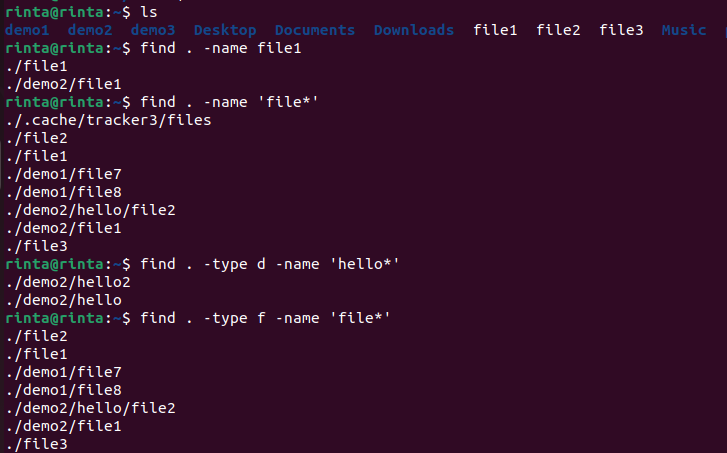 rinta@rinta:~$ ls
demo1 demo2 demo3 Desktop Documents Downloads file1 file2 file3 Music
rinta@rinta:~$ find . -name file1
./file1
./demo2/file1
rinta@rinta:~$ find . -name 'file*'
./.cache/tracker3/files
./file2
./file1
./demo1/file7
./demo1/file8
./demo2/hello/file2
./demo2/file1
./file3
rinta@rinta:~$ find . -type d -name 'hello*'
./demo2/hello2
./demo2/hello
rinta@rinta:~$ find . -type f -name 'file*'
./file2
./file1
./demo1/file7
./demo1/file8
./demo2/hello/file2
./demo2/file1
./file3